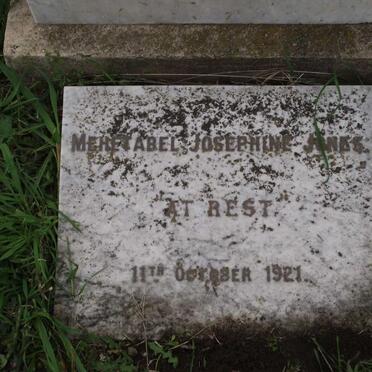 MEHETABEL JOSEPHINE JONES.
"AT REST"
11TH OCTOBER 1921.